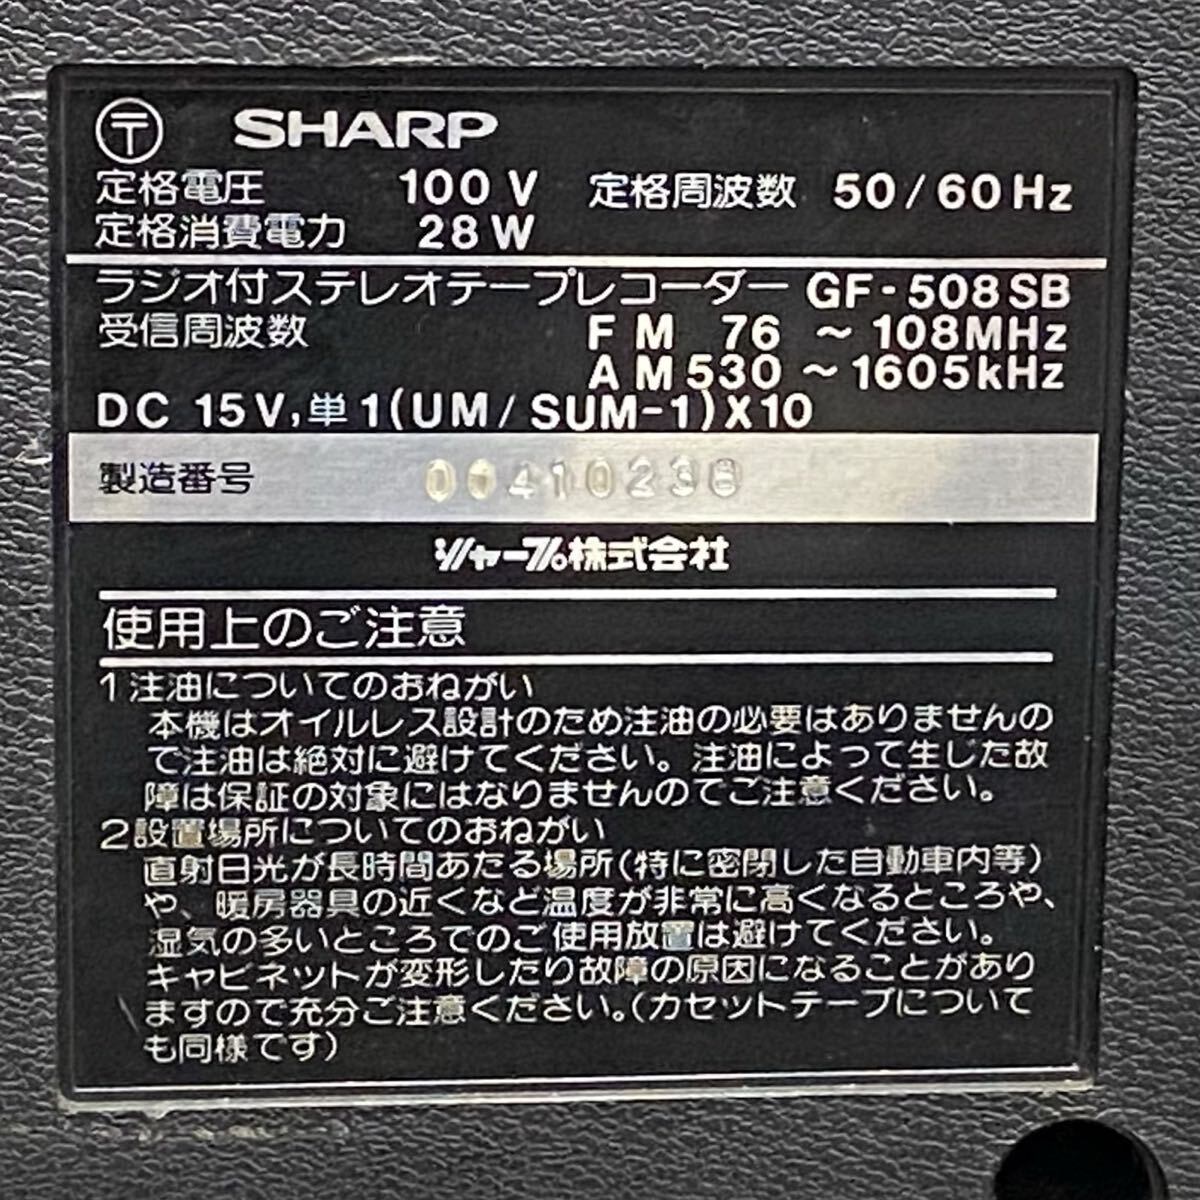 〒 SHARP
定格電圧 100V 定格周波数 50/60Hz
定格消費電力 28W
ラジオ付ステレオテープレコーダー GF-508SB
受信周波数 FM 76 ～ 108MHz
AM530 ～ 1605kHz
DC 15V,単1(UM/SUM-1)X10
製造番号 00410238
シャープ株式会社
使用上のご注意
1 注油についてのおねがい
本機はオイルレス設計のため注油の必要はありませんの
で注油は絶対に避けてください。注油によって生じた故
障は保証の対象にはなりませんのでご注意ください。
2 設置場所についてのおねがい
直射日光が長時間あたる場所(特に密閉した自動車内等)
や、暖房器具の近くなど温度が非常に高くなるところや、
湿気の多いところでのご使用放置は避けてください。
キャビネットが変形したり故障の原因になることがあり
ますので充分ご注意ください。(カセットテープについて
も同様です)